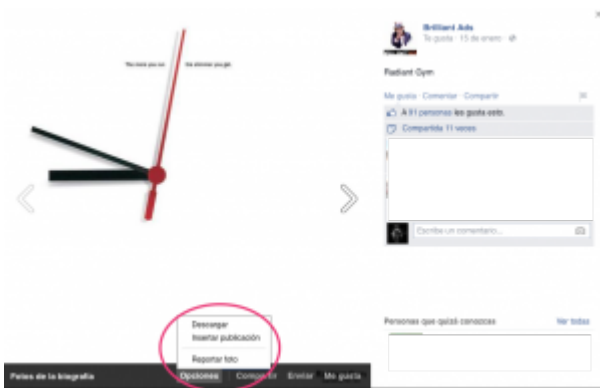 The more you run. the slimmer you get.
Brilliant Ads
Te gusta · 15 de enero ·
Radiant Gym
Me gusta · Comentar · Compartir
A 91 personas les gusta esto.
Compartida 11 veces
Escribe un comentario...
Personas que quizá conozcas Ver todas
Descargar
Insertar publicación
Reportar foto
Fotos de la biografía Opciones Compartir Enviar Me gusta